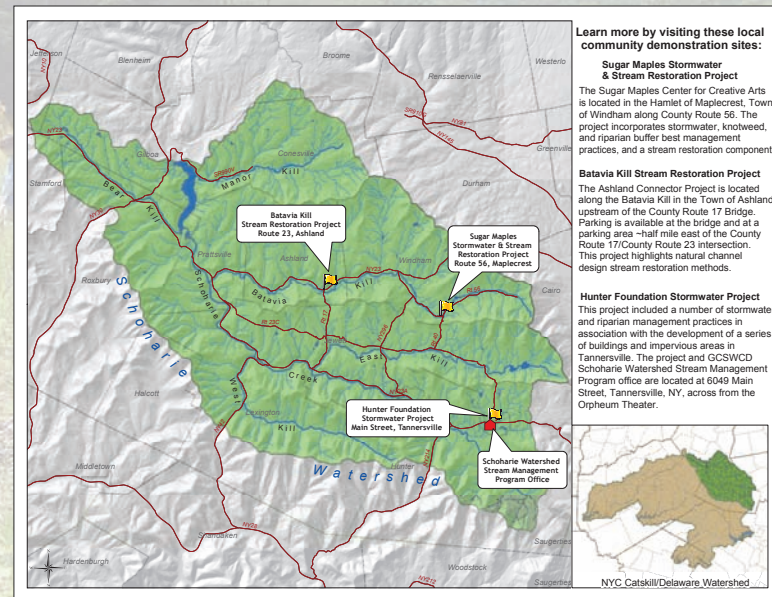 Learn more by visiting these local
community demonstration sites:
Sugar Maples Stormwater
& Stream Restoration Project
The Sugar Maples Center for Creative Arts
is located in the Hamlet of Maplecrest, Town
of Windham along County Route 56. The
project incorporates stormwater, knotweed,
and riparian buffer best management
practices, and a stream restoration component
Batavia Kill Stream Restoration Project
The Ashland Connector Project is located
along the Batavia Kill in the Town of Ashland
upstream of the County Route 17 Bridge.
Parking is available at the bridge and at a
parking area ~half mile east of the County
Route 17/County Route 23 intersection.
This project highlights natural channel
design stream restoration methods.
Hunter Foundation Stormwater Project
This project included a number of stormwate
and riparian management practices in
association with the development of a series
of buildings and impervious areas in
Tannersville. The project and GCSWCD
Schoharie Watershed Stream Management
Program office are located at 6049 Main
Street, Tannersville, NY, across from the
Orpheum Theater.
NYC Catskill/Delaware Watershed
Jefferson
Blenheim
Broome
Westerlo
Rensselaerville
Greenville
Gilboa
Conesville
Stamford
Durham
Manor Kill
Bear Kill
Batavia Kill
Stream Restoration Project
Route 23, Ashland
Sugar Maples
Stormwater & Stream
Restoration Project
Route 56, Maplecrest
Prattsville
Ashland
Windham
Cairo
Roxbury
Schoharie
Batavia Kill
Schoharie Creek
East Kill
West Kill
Halcott
Lexington
Hunter Foundation
Stormwater Project
Main Street, Tannersville
Schoharie Watershed
Stream Management
Program Office
Middletown
Hunter
Watershed
Shandaken
Saugerties
Hardenburgh
Woodstock
Saugerties
NY23
NY30
NY28
NY212